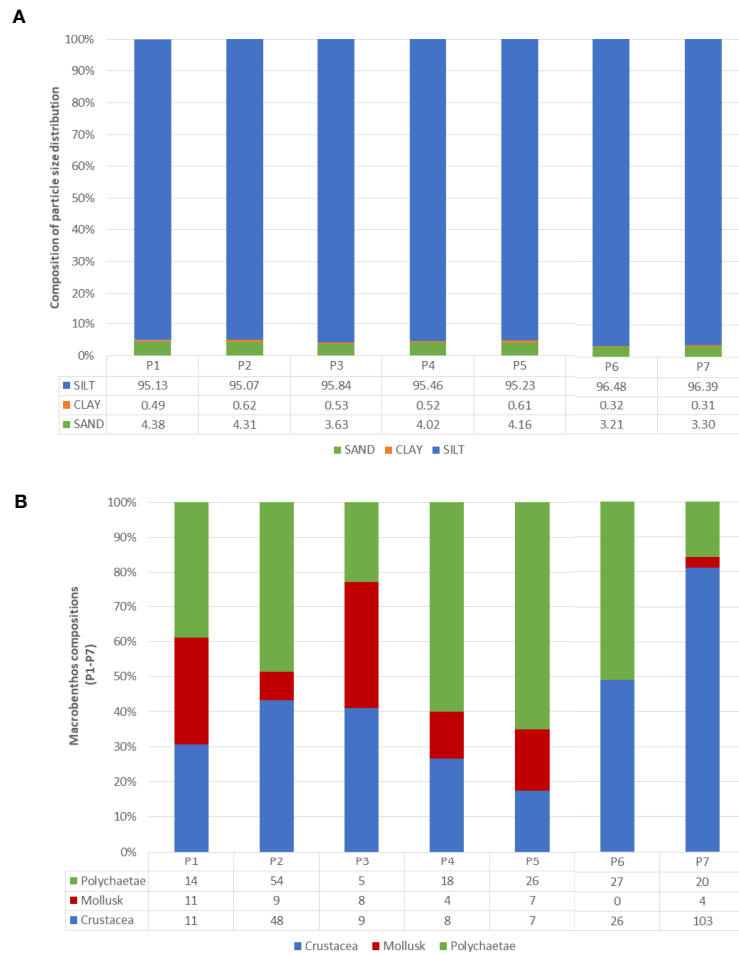 A
Composition of particle size distribution
100%
90%
80%
70%
60%
50%
40%
30%
20%
10%
0%
P1 P2 P3 P4 P5 P6 P7
SILT 95.13 95.07 95.84 95.46 95.23 96.48 96.39
CLAY 0.49 0.62 0.53 0.52 0.61 0.32 0.31
SAND 4.38 4.31 3.63 4.02 4.16 3.21 3.30
SAND CLAY SILT
B
Macrobenthos compositions
(P1-P7)
100%
90%
80%
70%
60%
50%
40%
30%
20%
10%
0%
P1 P2 P3 P4 P5 P6 P7
Polychaetae 14 54 5 18 26 27 20
Mollusk 11 9 8 4 7 0 4
Crustacea 11 48 9 8 7 26 103
Crustacea Mollusk Polychaetae